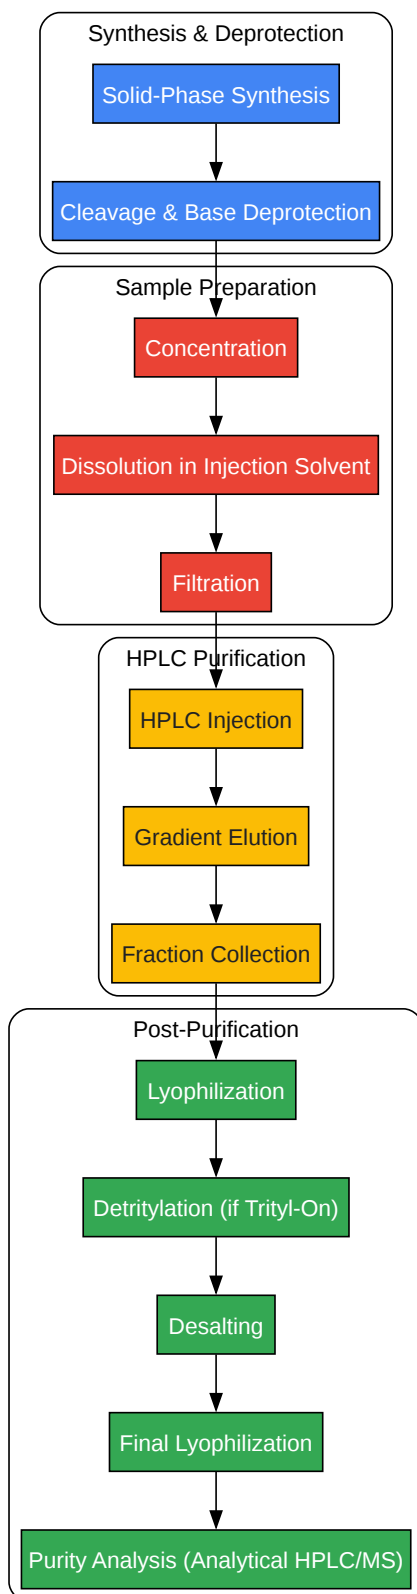 Synthesis & Deprotection
Solid-Phase Synthesis
Cleavage & Base Deprotection
Sample Preparation
Concentration
Dissolution in Injection Solvent
Filtration
HPLC Purification
HPLC Injection
Gradient Elution
Fraction Collection
Post-Purification
Lyophilization
Detritylation (if Trityl-On)
Desalting
Final Lyophilization
Purity Analysis (Analytical HPLC/MS)